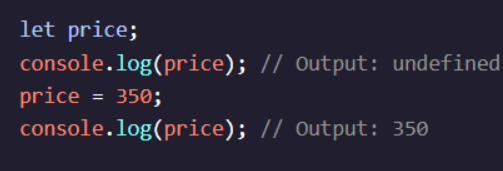 let price;
console.log(price); // Output: undefined
price = 350;
console.log(price); // Output: 350